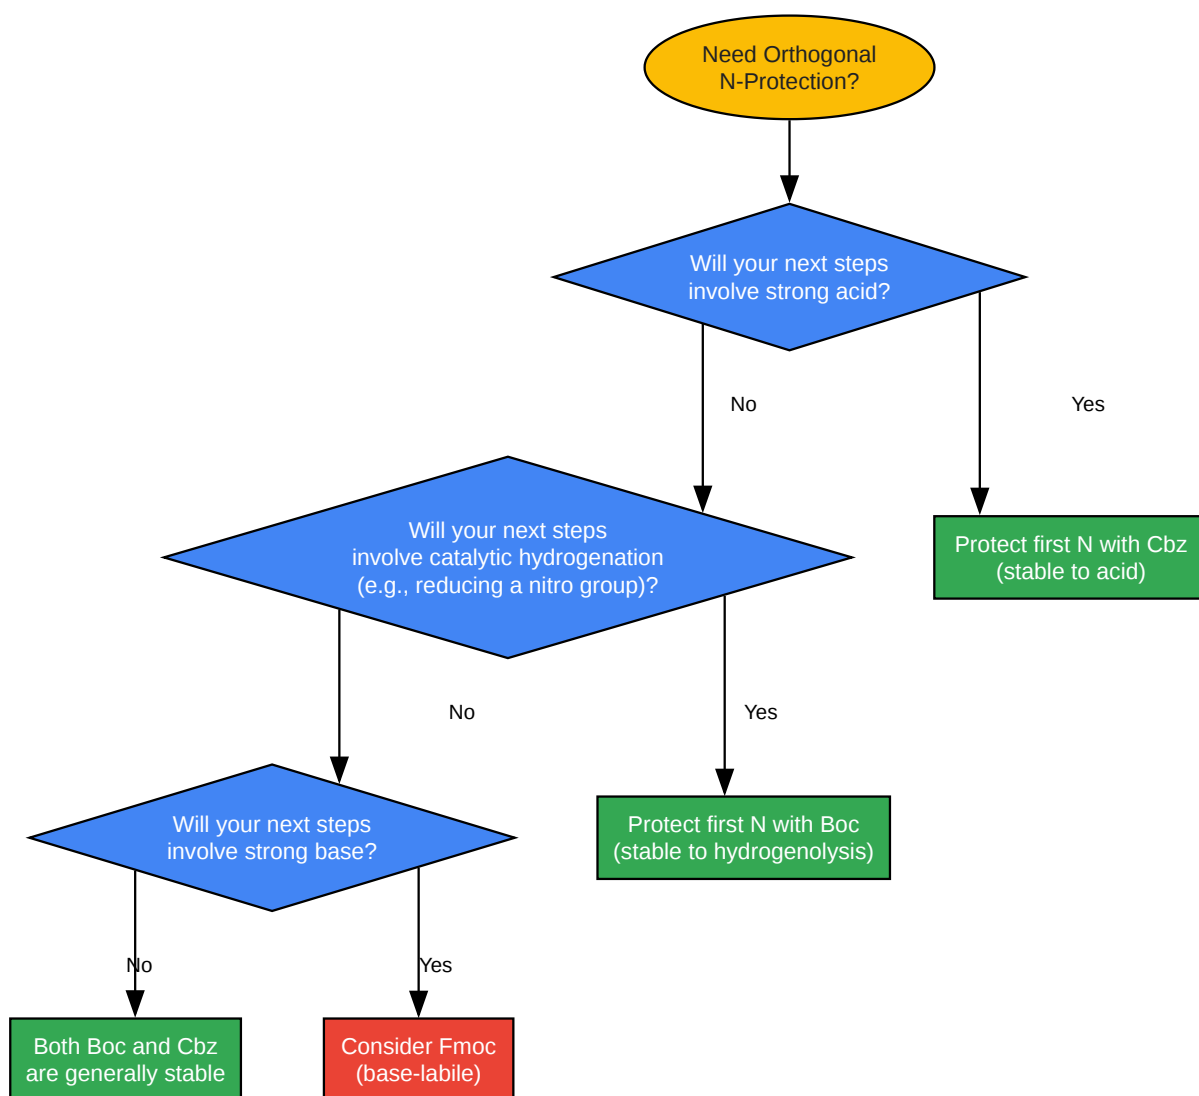 Need Orthogonal
N-Protection?
Will your next steps
involve strong acid?
No
Yes
Will your next steps
involve catalytic hydrogenation
(e.g., reducing a nitro group)?
Protect first N with Cbz
(stable to acid)
No
Yes
Will your next steps
involve strong base?
Protect first N with Boc
(stable to hydrogenolysis)
No
Yes
Both Boc and Cbz
are generally stable
Consider Fmoc
(base-labile)